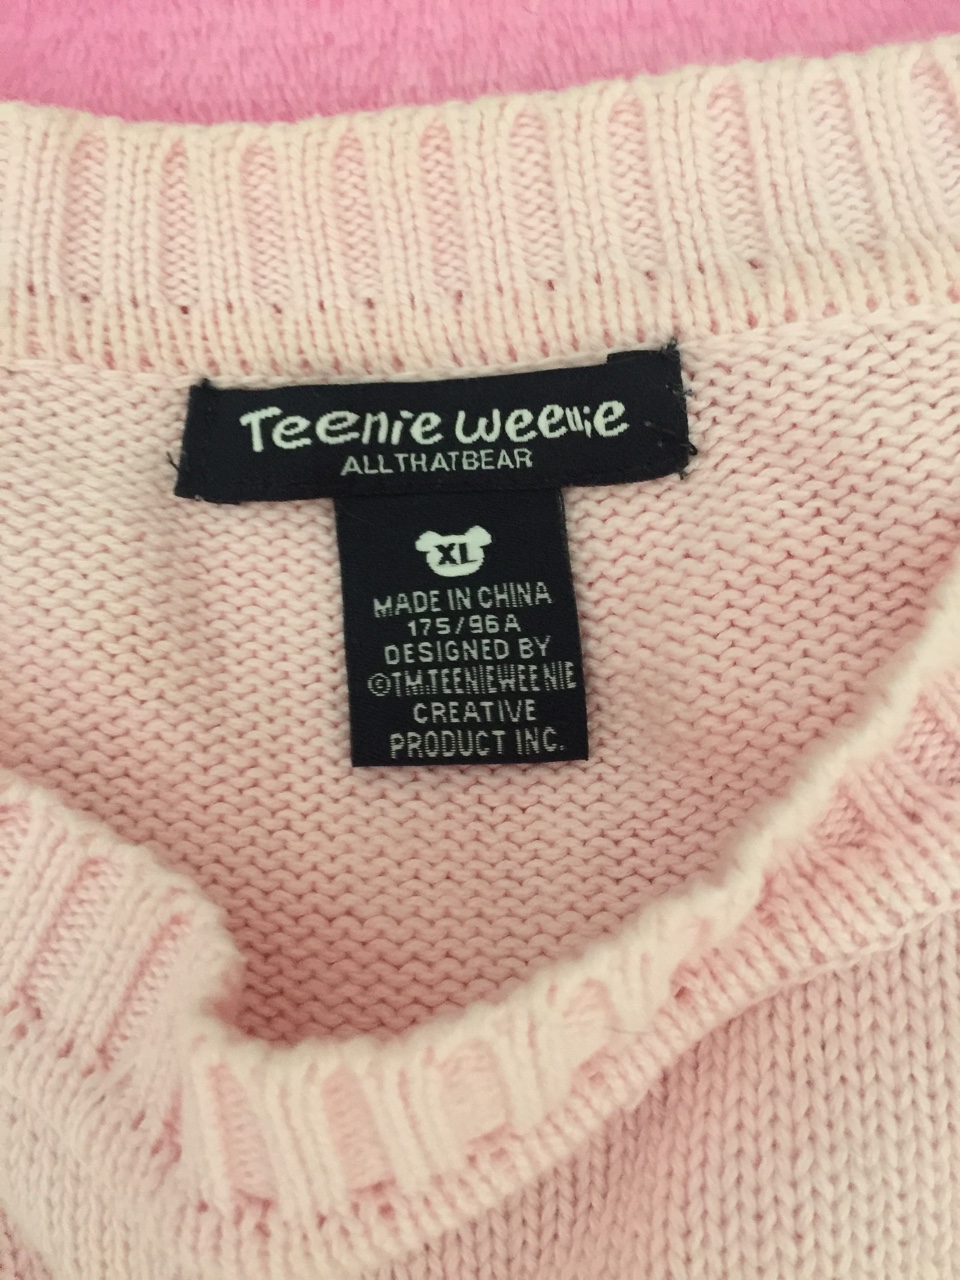 Teenie weenie
ALLTHATBEAR
XL
MADE IN CHINA
175/96A
DESIGNED BY
©TM.TEENIEWEENIE
CREATIVE
PRODUCT INC.